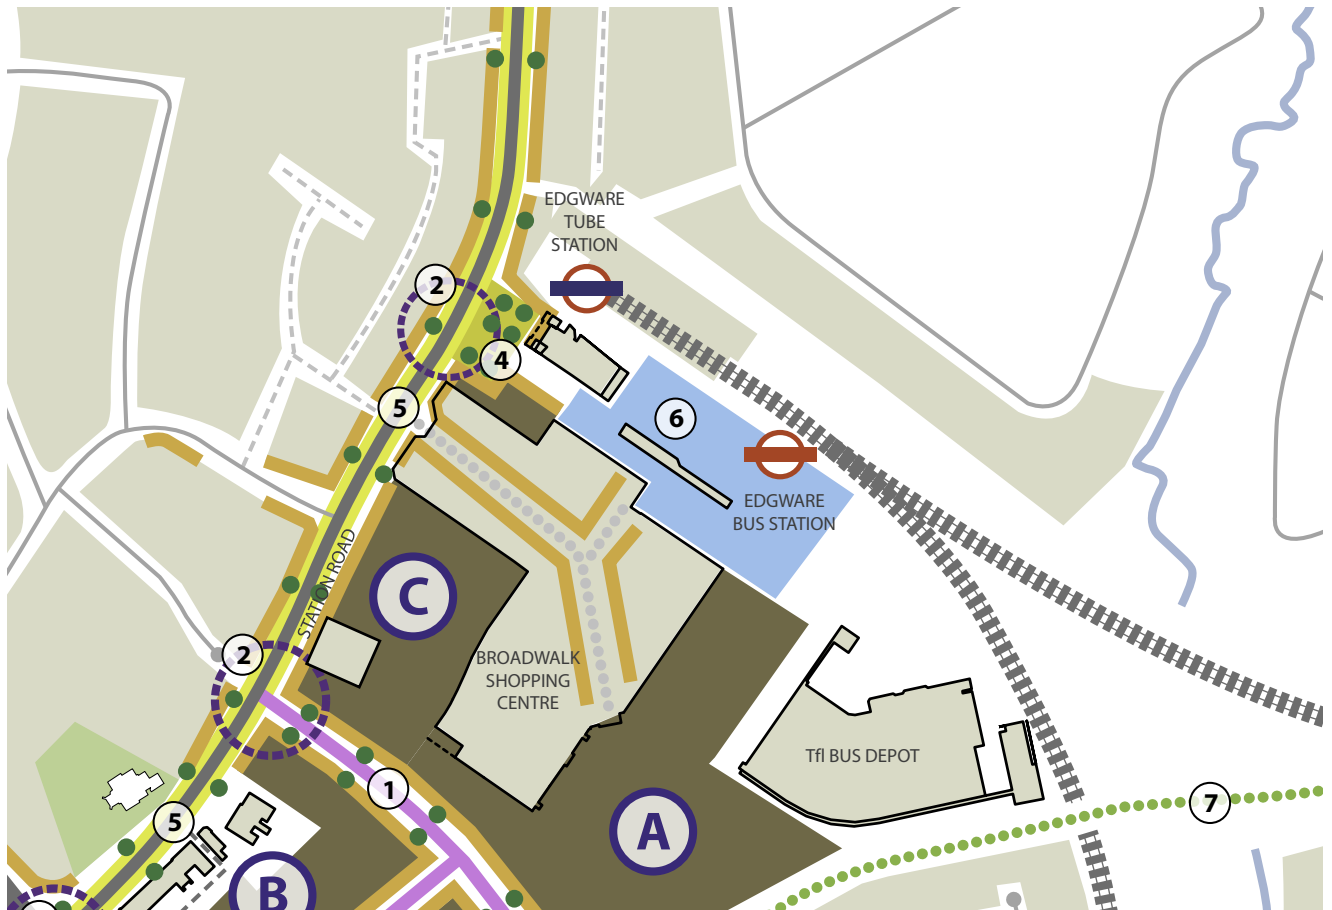 EDGWARE
TUBE
STATION
2
4
5
6
EDGWARE
BUS STATION
STATION ROAD
C
2
BROADWALK
SHOPPING
CENTRE
Tfl BUS DEPOT
1
7
A
5
B